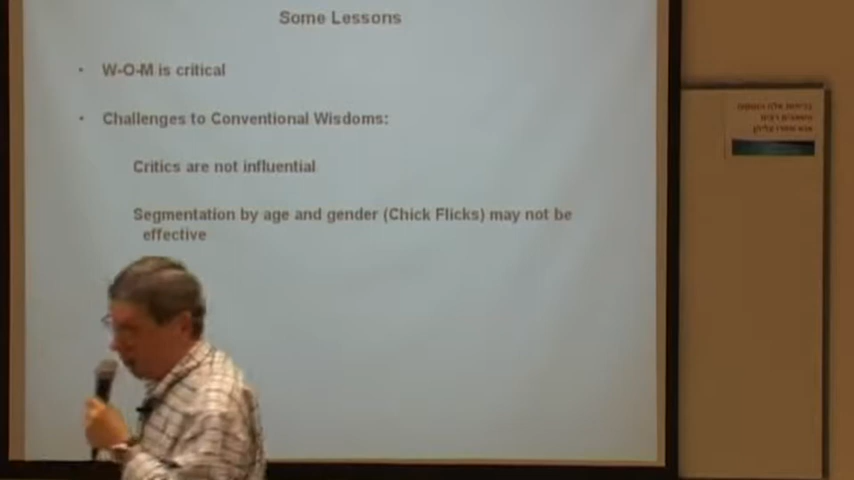 Some Lessons
• W-O-M is critical
• Challenges to Conventional Wisdoms:
Critics are not influential
Segmentation by age and gender (Chick Flicks) may not be
effective